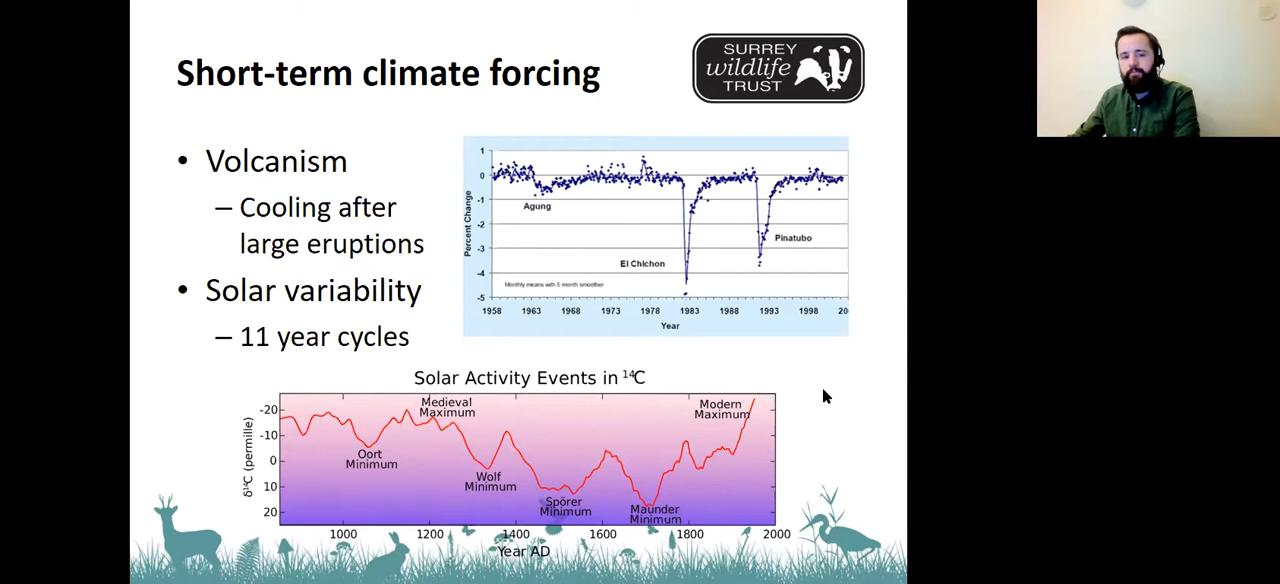 Short-term climate forcing
SURREY
wildlife
TRUST
• Volcanism
– Cooling after
large eruptions
• Solar variability
– 11 year cycles
1
0
-1
-2
-3
-4
-5
Percent Change
Agung
El Chichon
Pinatubo
Monthly means with 5 month smoother
1958 1963 1968 1973 1978 1983 1988 1993 1998 20
Year
Solar Activity Events in ¹⁴C
δ¹⁴C (permille)
-20
-10
0
10
20
Oort
Minimum
Medieval
Maximum
Wolf
Minimum
Spörer
Minimum
Maunder
Minimum
Modern
Maximum
1000 1200 1400 1600 1800 2000
Year AD